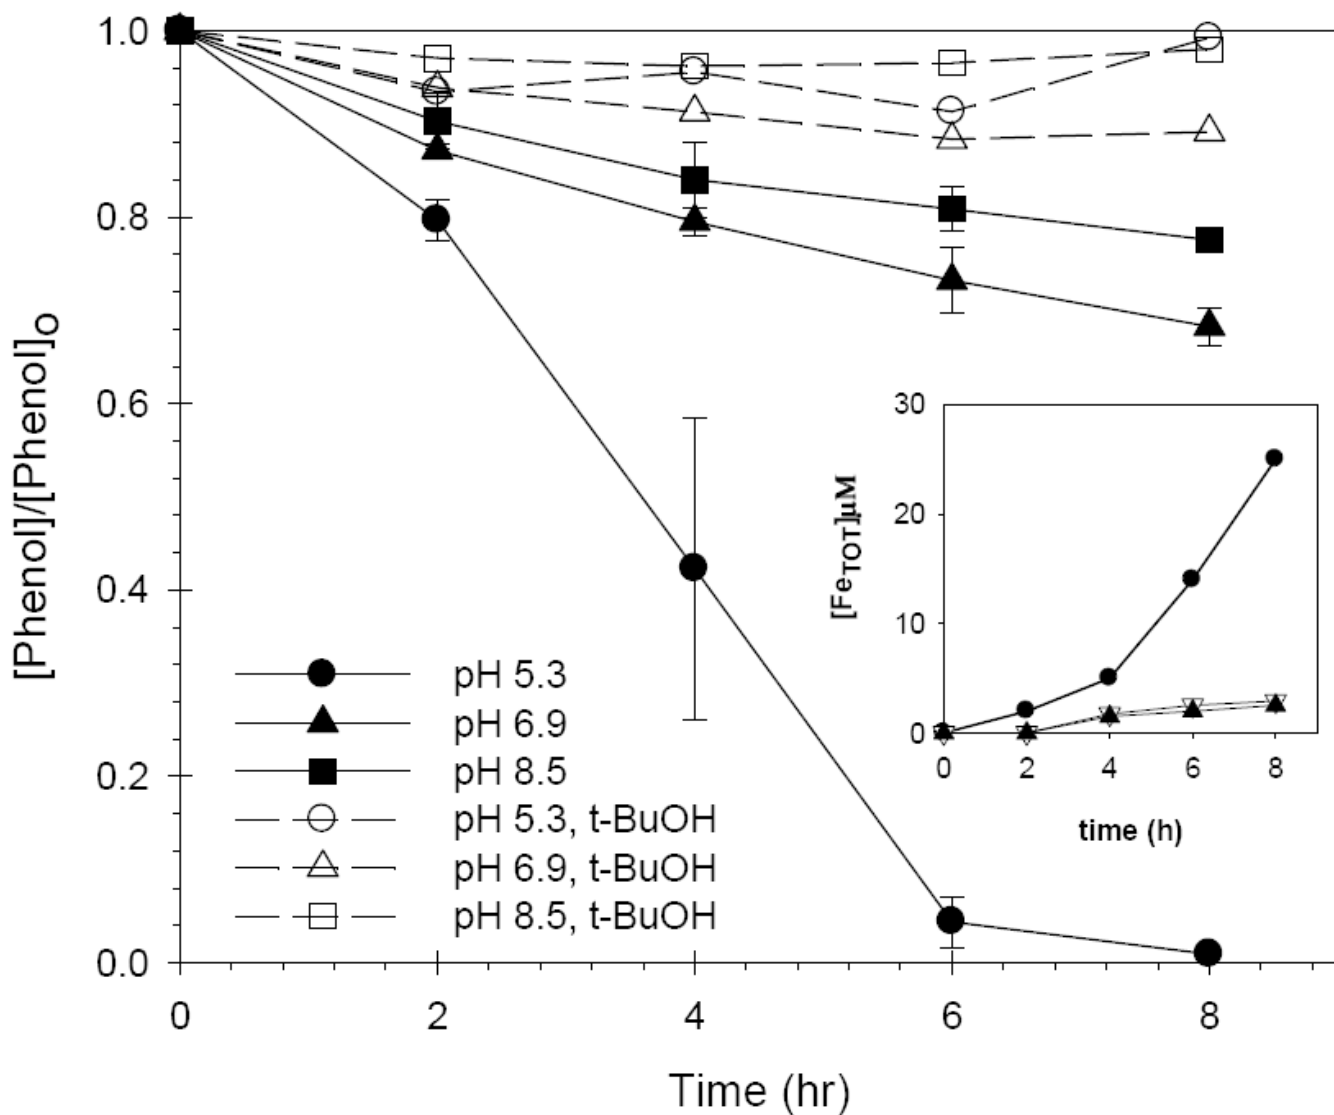 [Phenol]/[Phenol]O
1.0
0.8
0.6
0.4
0.2
0.0
0 2 4 6 8
Time (hr)
pH 5.3
pH 6.9
pH 8.5
pH 5.3, t-BuOH
pH 6.9, t-BuOH
pH 8.5, t-BuOH
[FeTOT]μM
30
20
10
0
0 2 4 6 8
time (h)